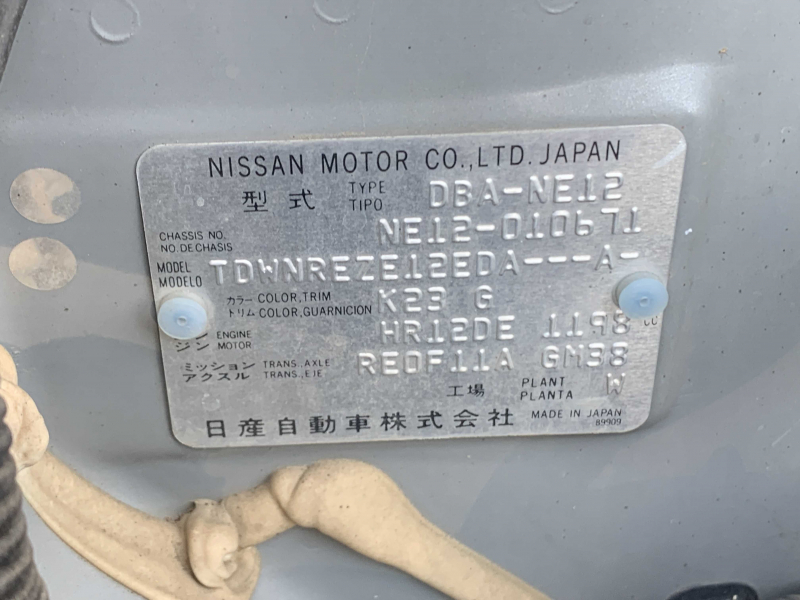 NISSAN MOTOR CO.,LTD. JAPAN
型式 TYPE TIPO DBA-NE12
CHASSIS NO. NO. DE CHASIS NE12-010671
MODEL MODELO TDWNREZE12EDA---A-
カラー COLOR,TRIM トリム COLOR,GUARNICION K23 G
ジン ENGINE MOTOR HR12DE 1198 CC
ミッション TRANS., AXLE アクスル TRANS., EJE RE0F11A GM38
工場 PLANT PLANTA W
日産自動車株式会社 MADE IN JAPAN
89909